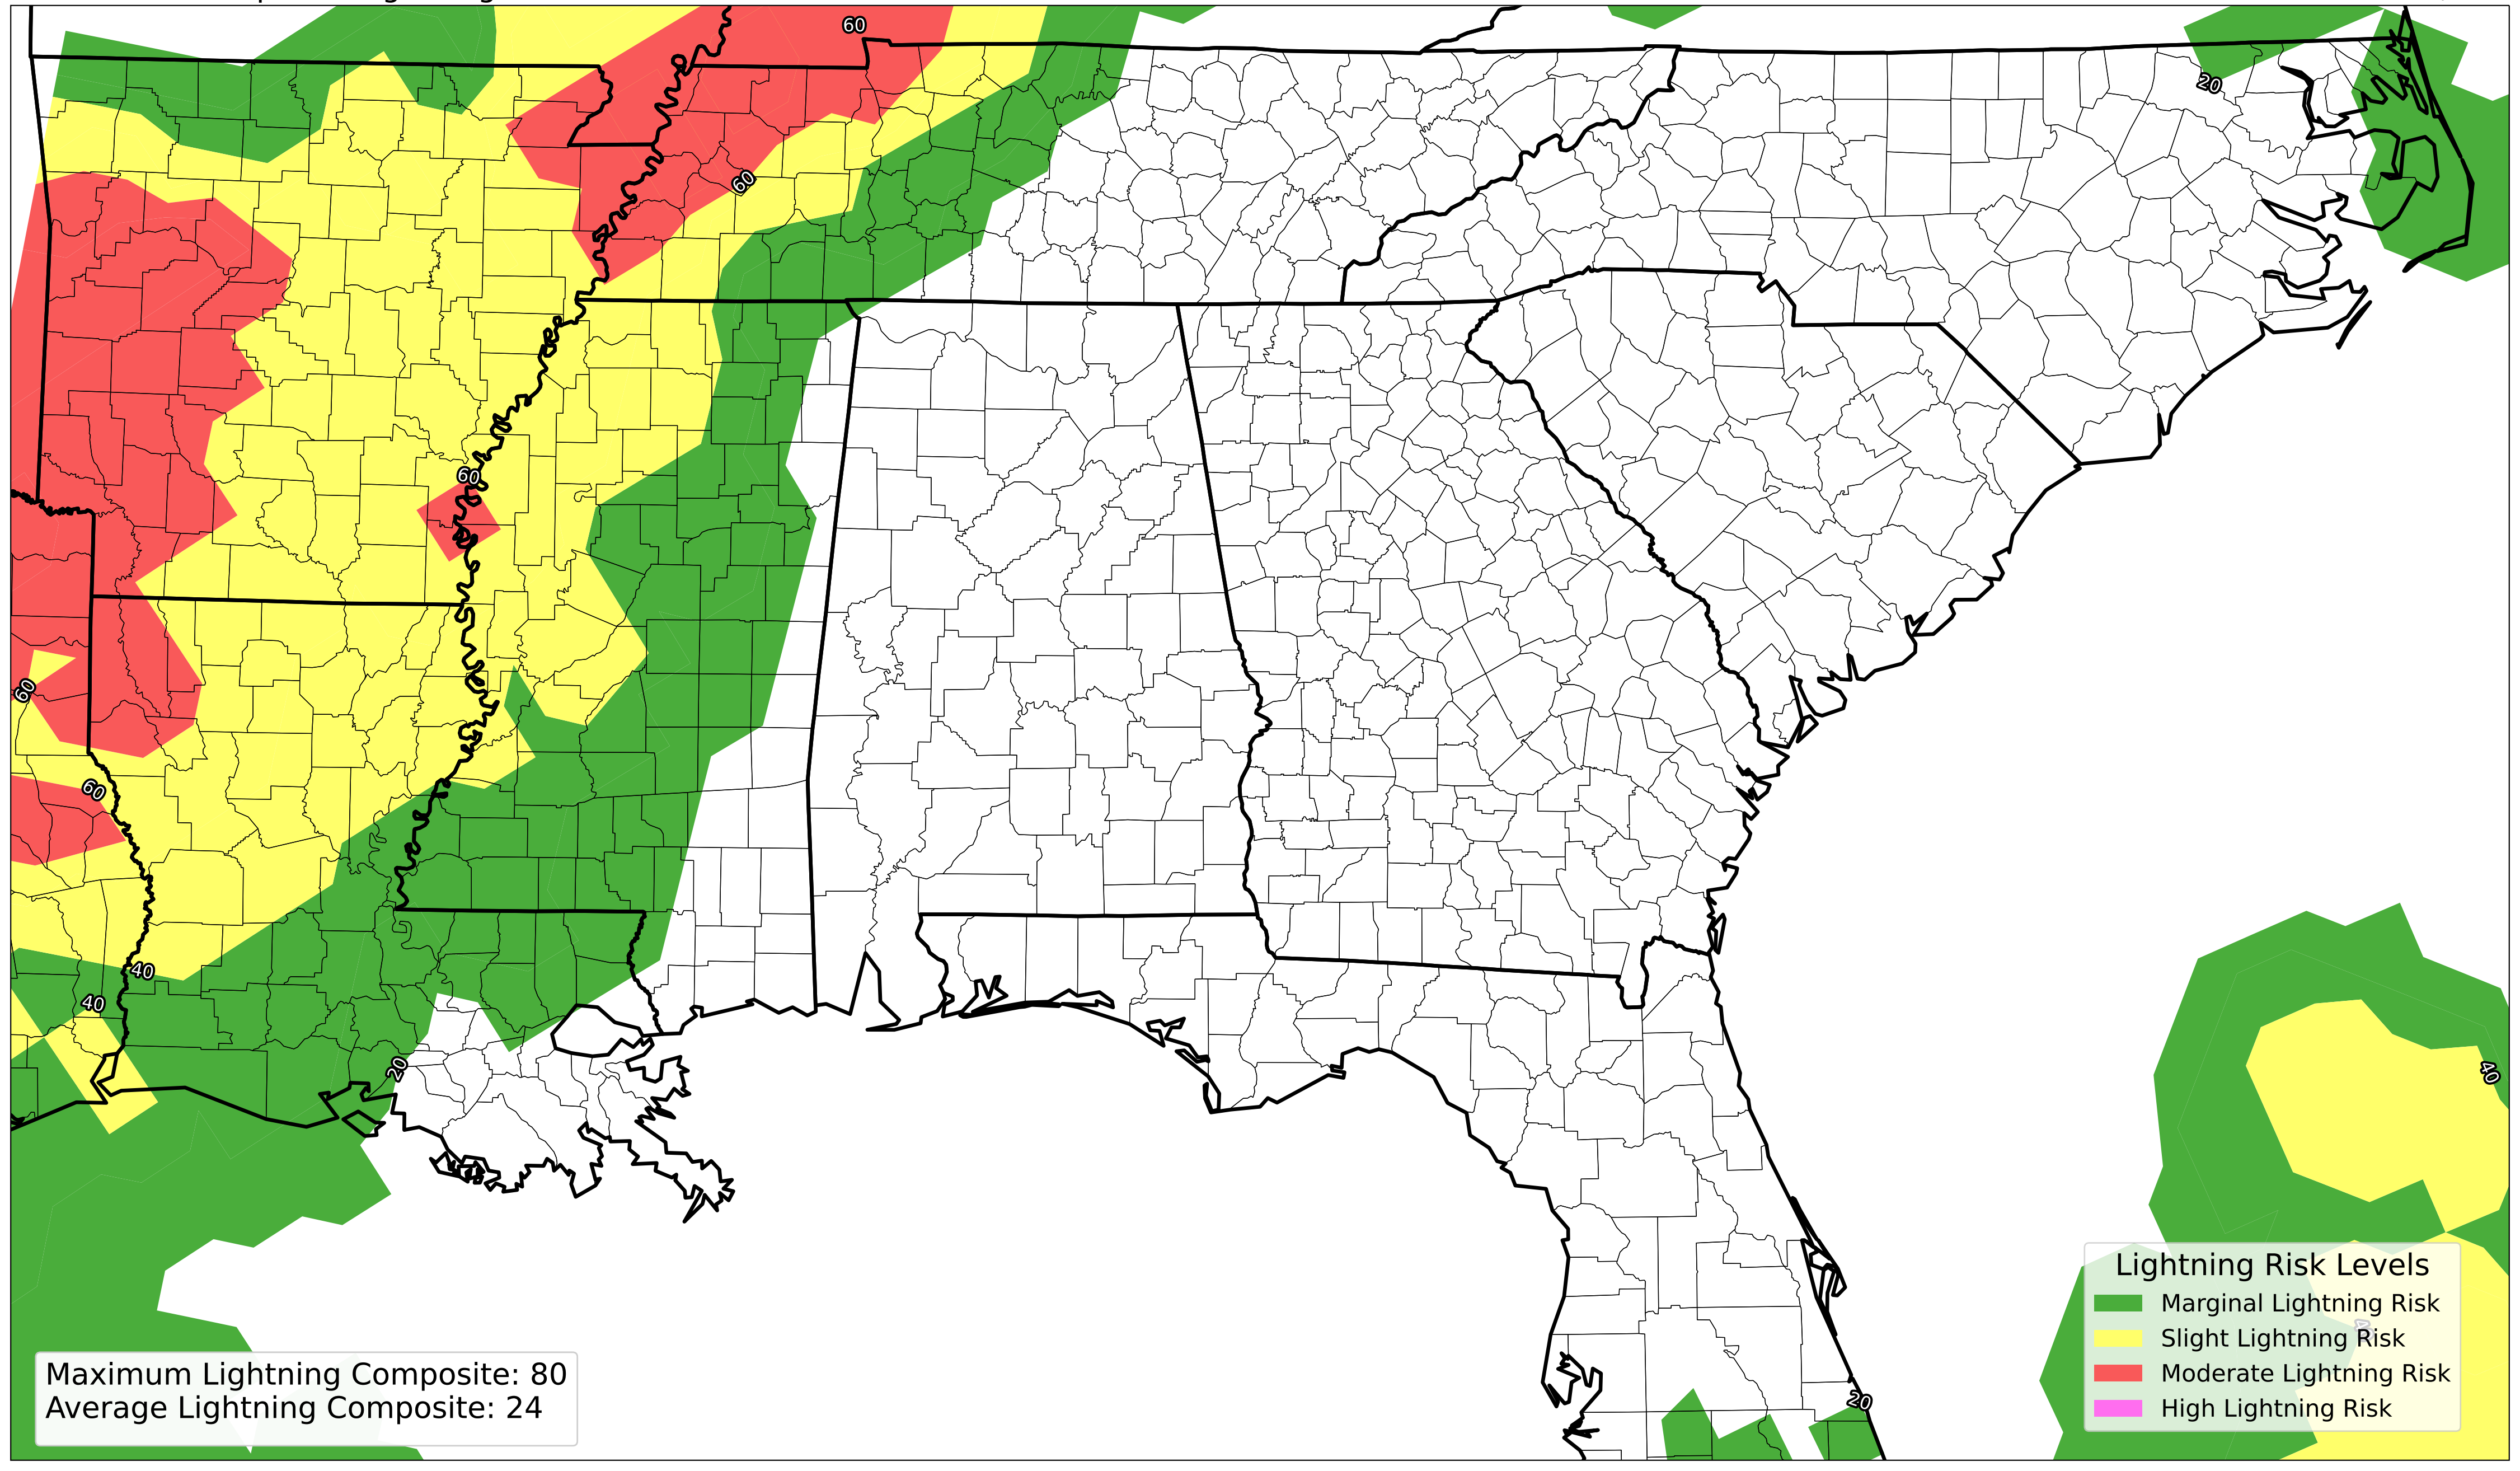 60
20
60
60
60
60
40
40
20
40
20
Lightning Risk Levels
Marginal Lightning Risk
Slight Lightning Risk
Moderate Lightning Risk
High Lightning Risk
Maximum Lightning Composite: 80
Average Lightning Composite: 24